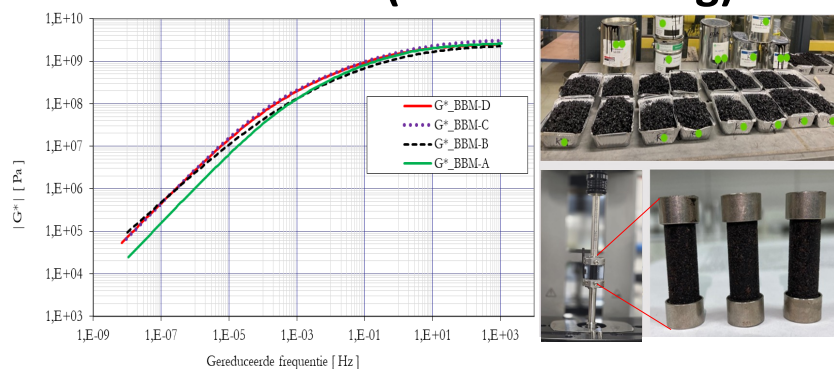 1,E+10
1,E+09
1,E+08
1,E+07
1,E+06
1,E+05
1,E+04
1,E+03
|G*| [Pa]
G*_BBM-D
G*_BBM-C
G*_BBM-B
G*_BBM-A
1,E-09
1,E-07
1,E-05
1,E-03
1,E-01
1,E+01
1,E+03
Gereduceerde frequentie [Hz]